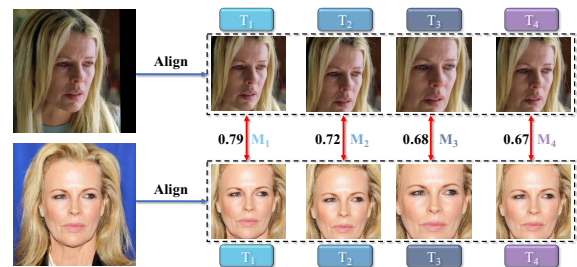 T₁ T₂ T₃ T₄
Align
0.79 M₁ 0.72 M₂ 0.68 M₃ 0.67 M₄
Align
T₁ T₂ T₃ T₄